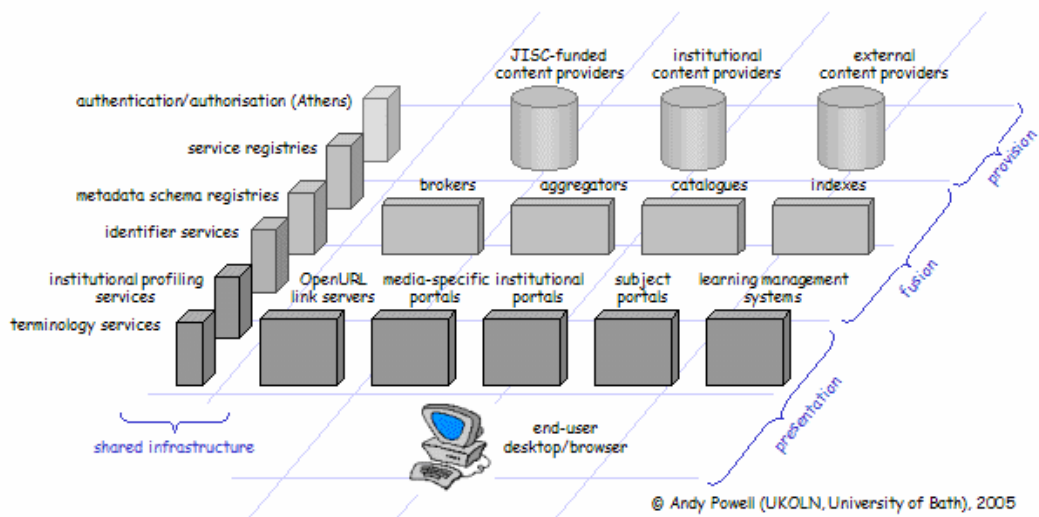 JISC-funded
content providers
institutional
content providers
external
content providers
authentication/authorisation (Athens)
service registries
provision
metadata schema registries
brokers
aggregators
catalogues
indexes
identifier services
fusion
institutional profiling
services
OpenURL
link servers
media-specific
portals
institutional
portals
subject
portals
learning management
systems
terminology services
presentation
shared infrastructure
end-user
desktop/browser
© Andy Powell (UKOLN, University of Bath), 2005